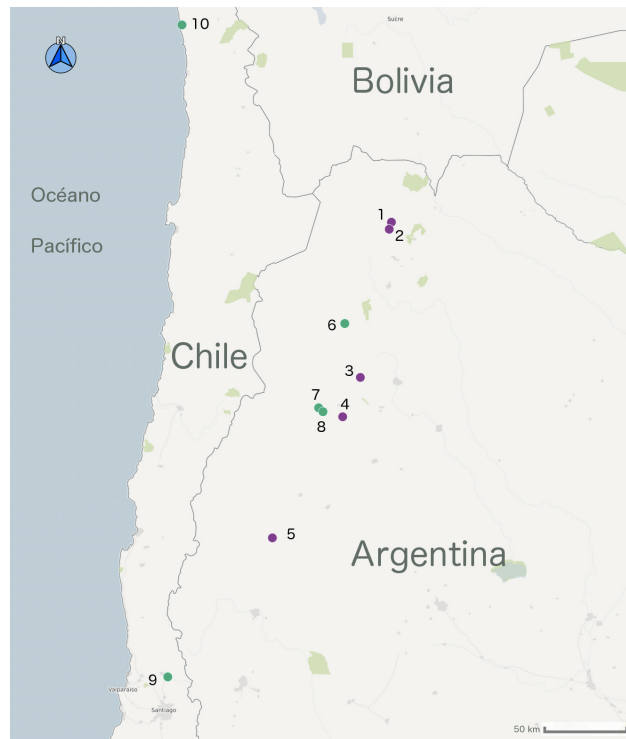 10
Sucre
N
Bolivia
Océano
1
2
Pacífico
6
Chile
3
7
4
8
5
Argentina
9
Valparaíso
Santiago
50 km